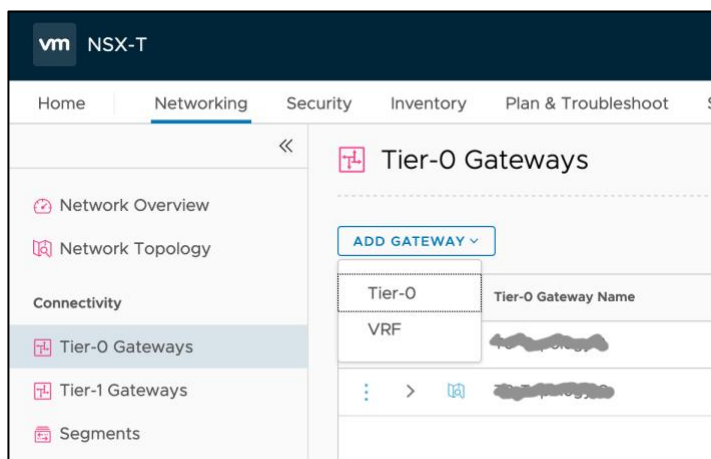 vm NSX-T
Home Networking Security Inventory Plan & Troubleshoot
Tier-0 Gateways
Network Overview
Network Topology
ADD GATEWAY
Connectivity
Tier-0
Tier-0 Gateway Name
VRF
Tier-0 Gateways
Tier-1 Gateways
Segments